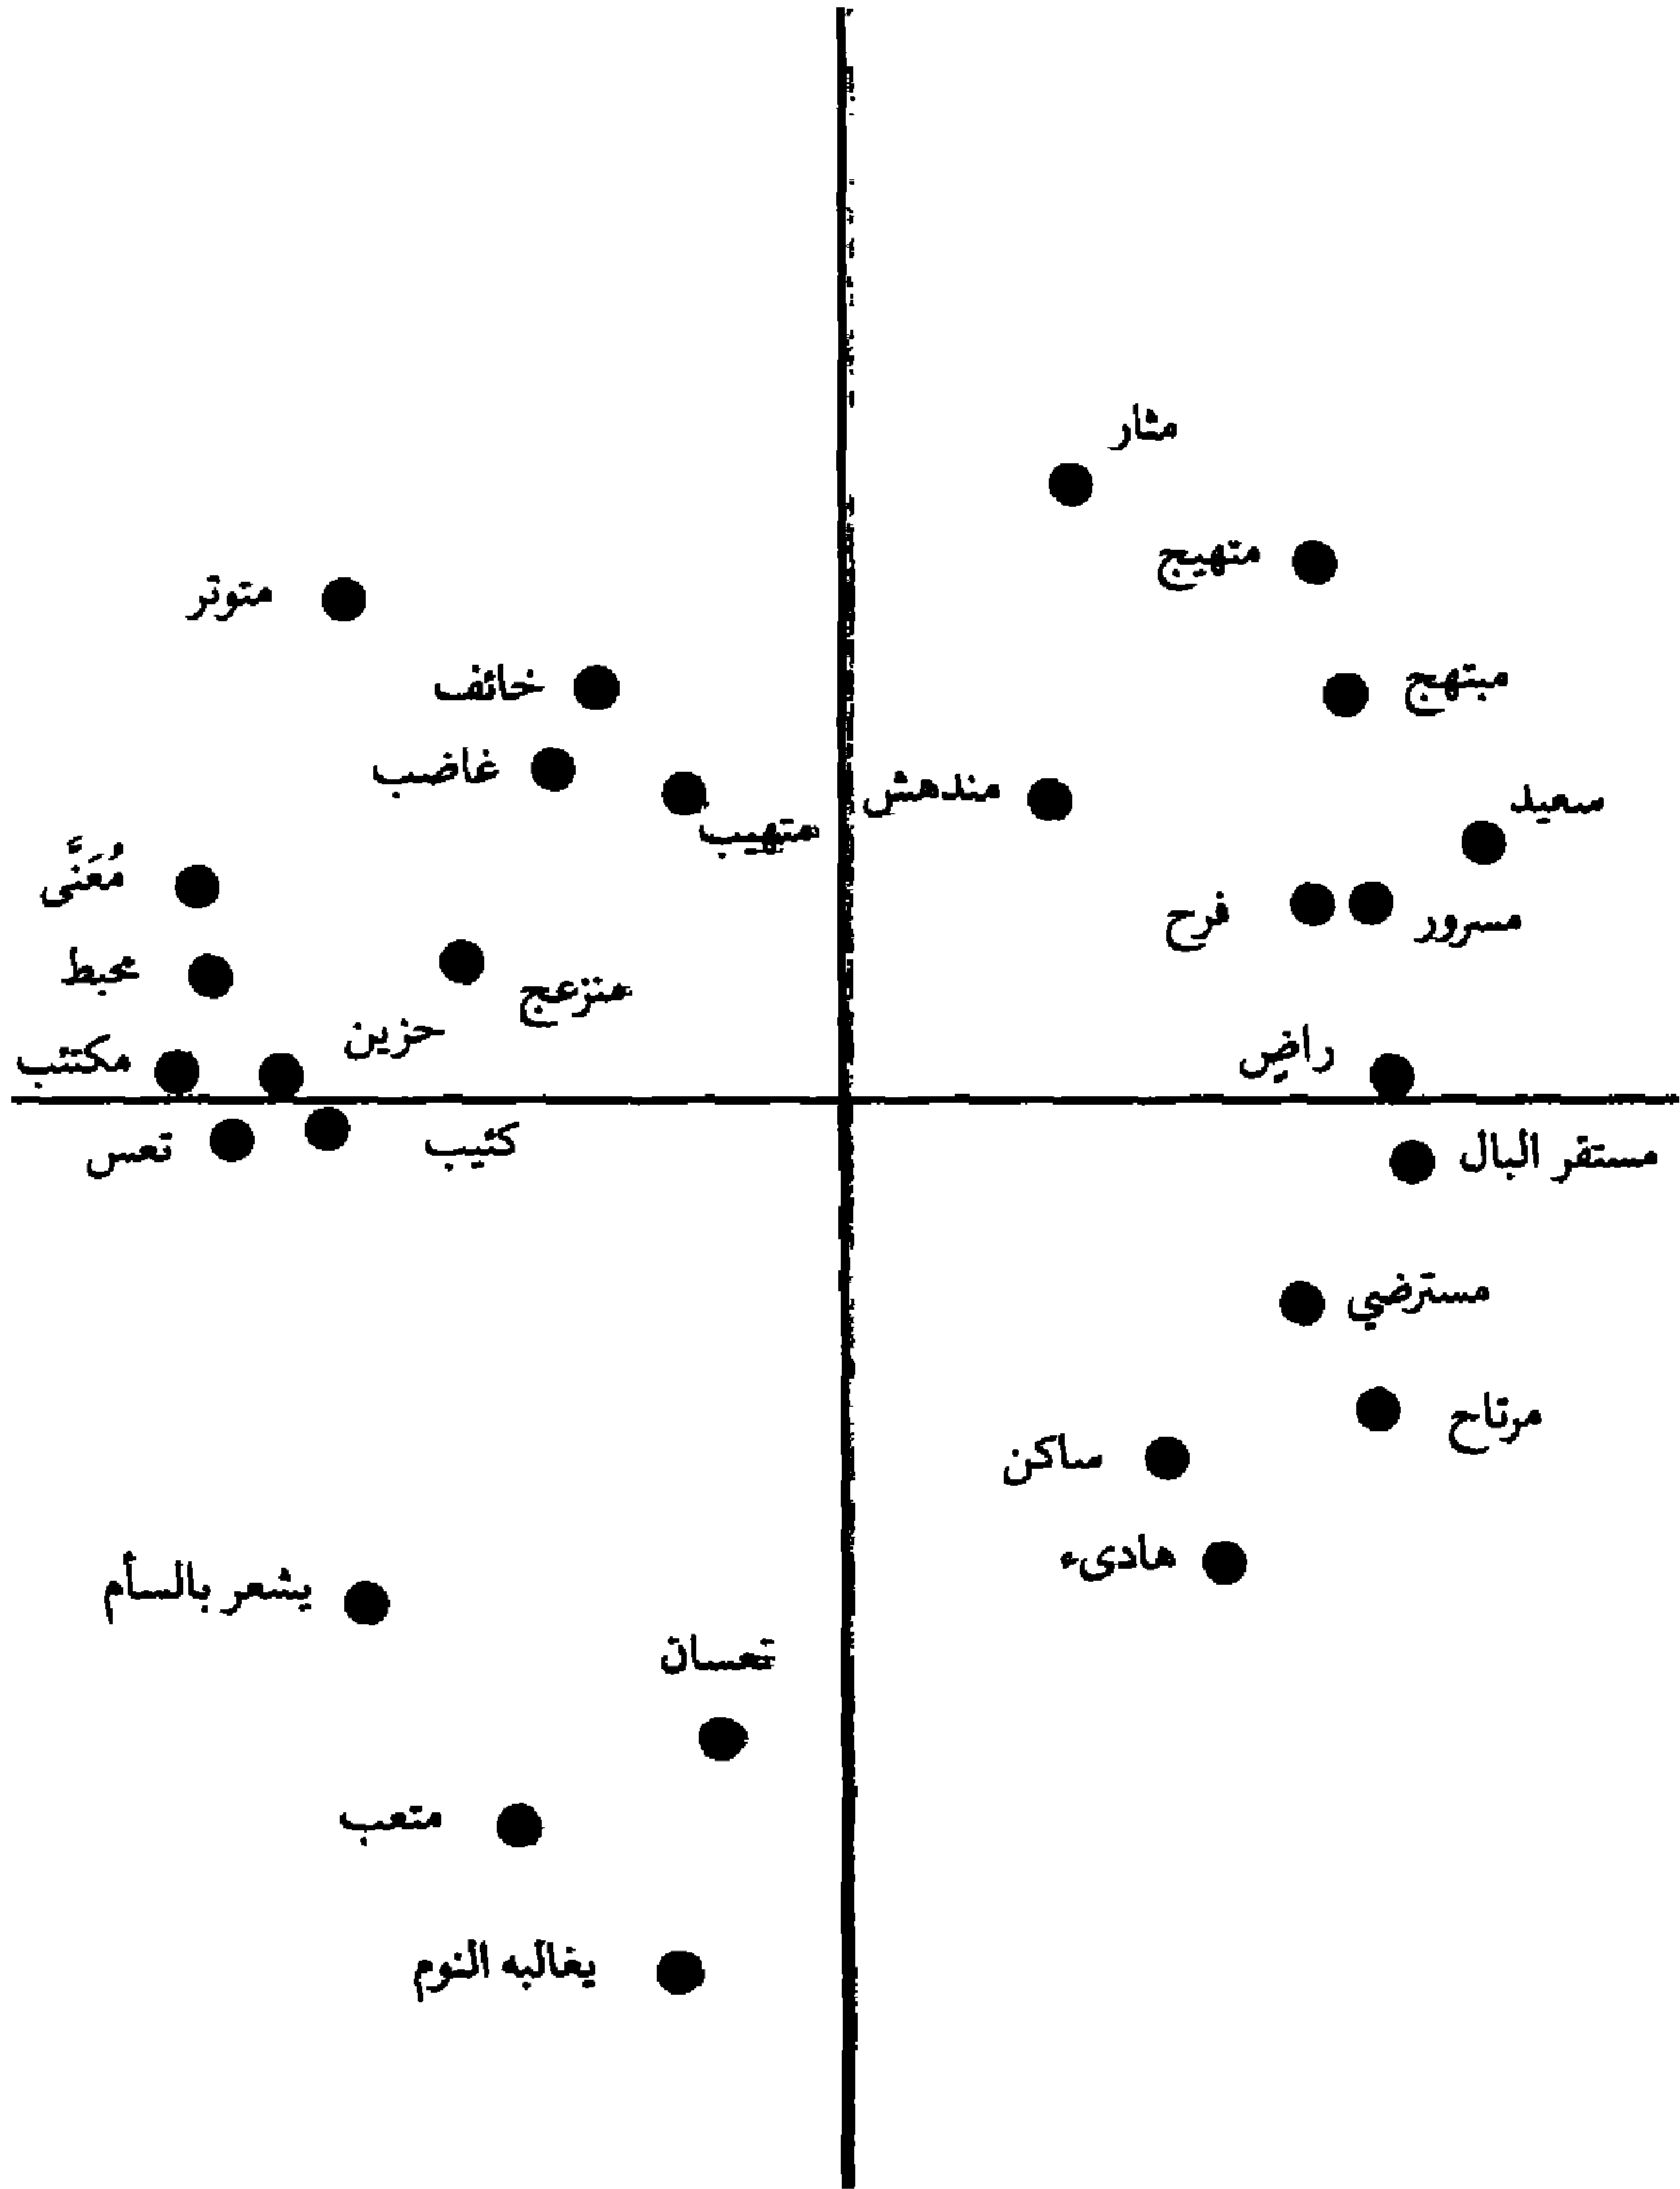 مثار
متهيج
متوتر
مبتهج
خائف
غاضب
مندهش
سعيد
متهيب
مُعَنًّى
فرح
مسرور
محبط
منزعج
حزين
راضٍ
مكتئب
تعس
كئيب
مستقر البال
مسترضي
مرتاح
ساكن
هادىء
يشعر بالسأم
تعسان
متعب
يغالبه النوم